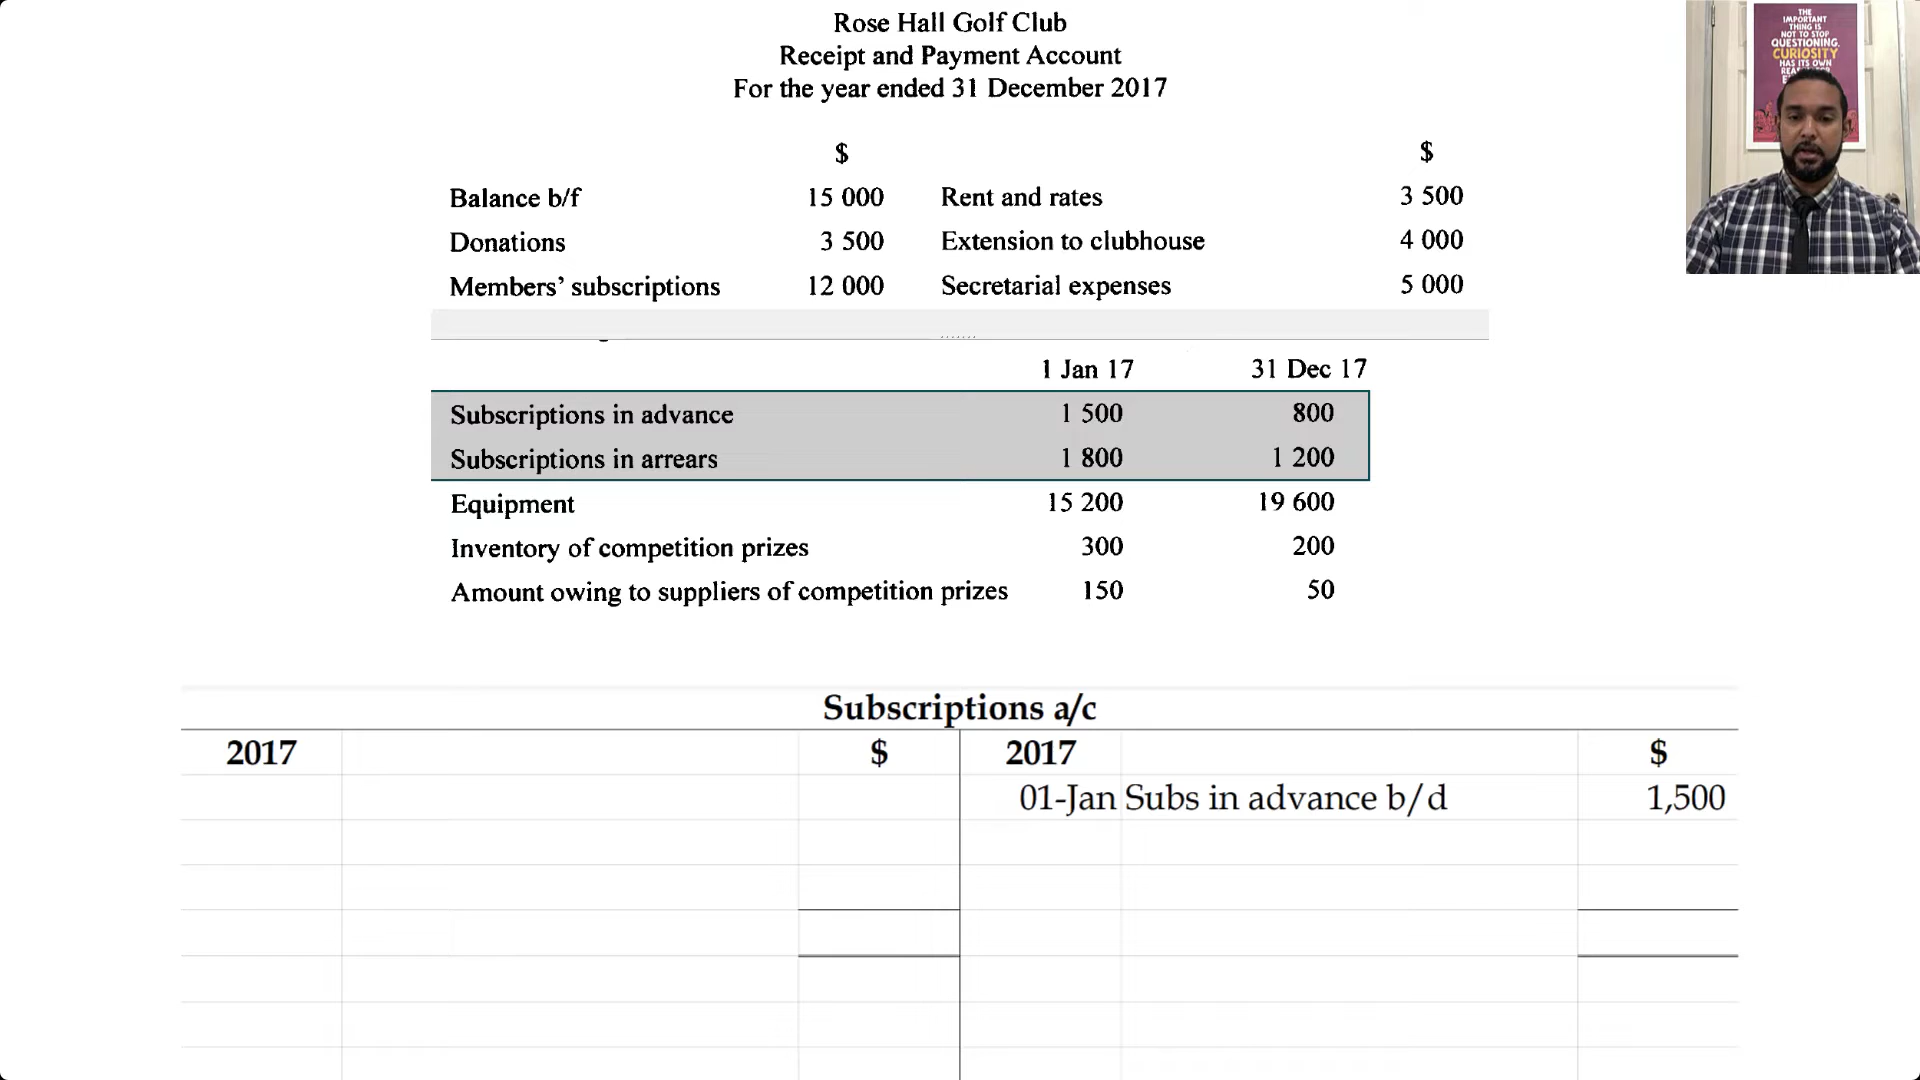 Rose Hall Golf Club
Receipt and Payment Account
For the year ended 31 December 2017
$ $
Balance b/f 15 000 Rent and rates 3 500
Donations 3 500 Extension to clubhouse 4 000
Members’ subscriptions 12 000 Secretarial expenses 5 000
1 Jan 17 31 Dec 17
Subscriptions in advance 1 500 800
Subscriptions in arrears 1 800 1 200
Equipment 15 200 19 600
Inventory of competition prizes 300 200
Amount owing to suppliers of competition prizes 150 50
Subscriptions a/c
2017 $ 2017 $
01-Jan Subs in advance b/d 1,500
THE
IMPORTANT
THING IS
NOT TO STOP
QUESTIONING.
CURIOSITY
HAS ITS OWN